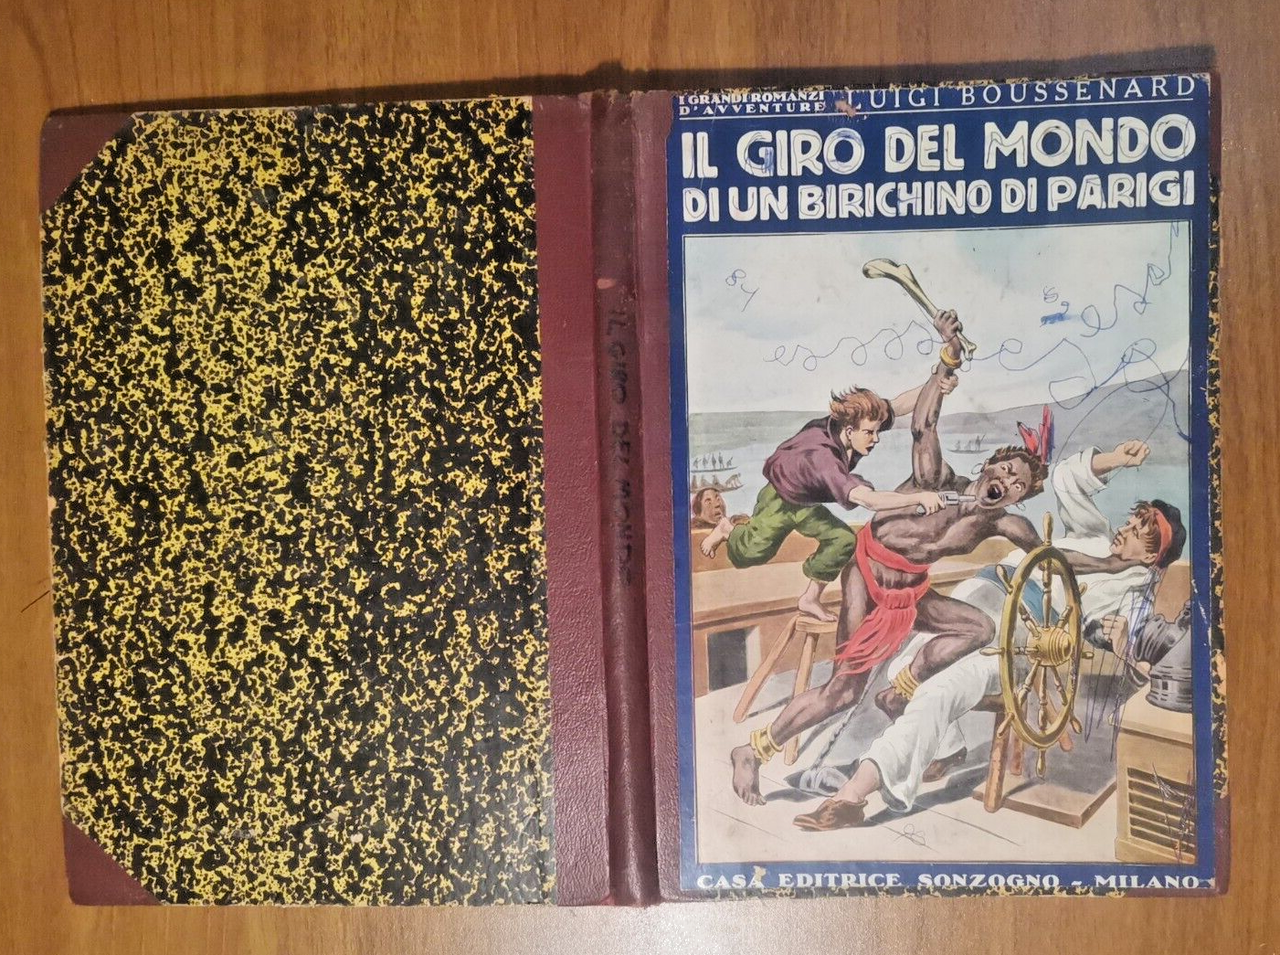 I GRANDI ROMANZI
D'AVVENTURE
LUIGI BOUSSENARD
IL GIRO DEL MONDO
DI UN BIRICHINO DI PARIGI
CASA EDITRICE SONZOGNO - MILANO
IL GIRO DEL MONDO